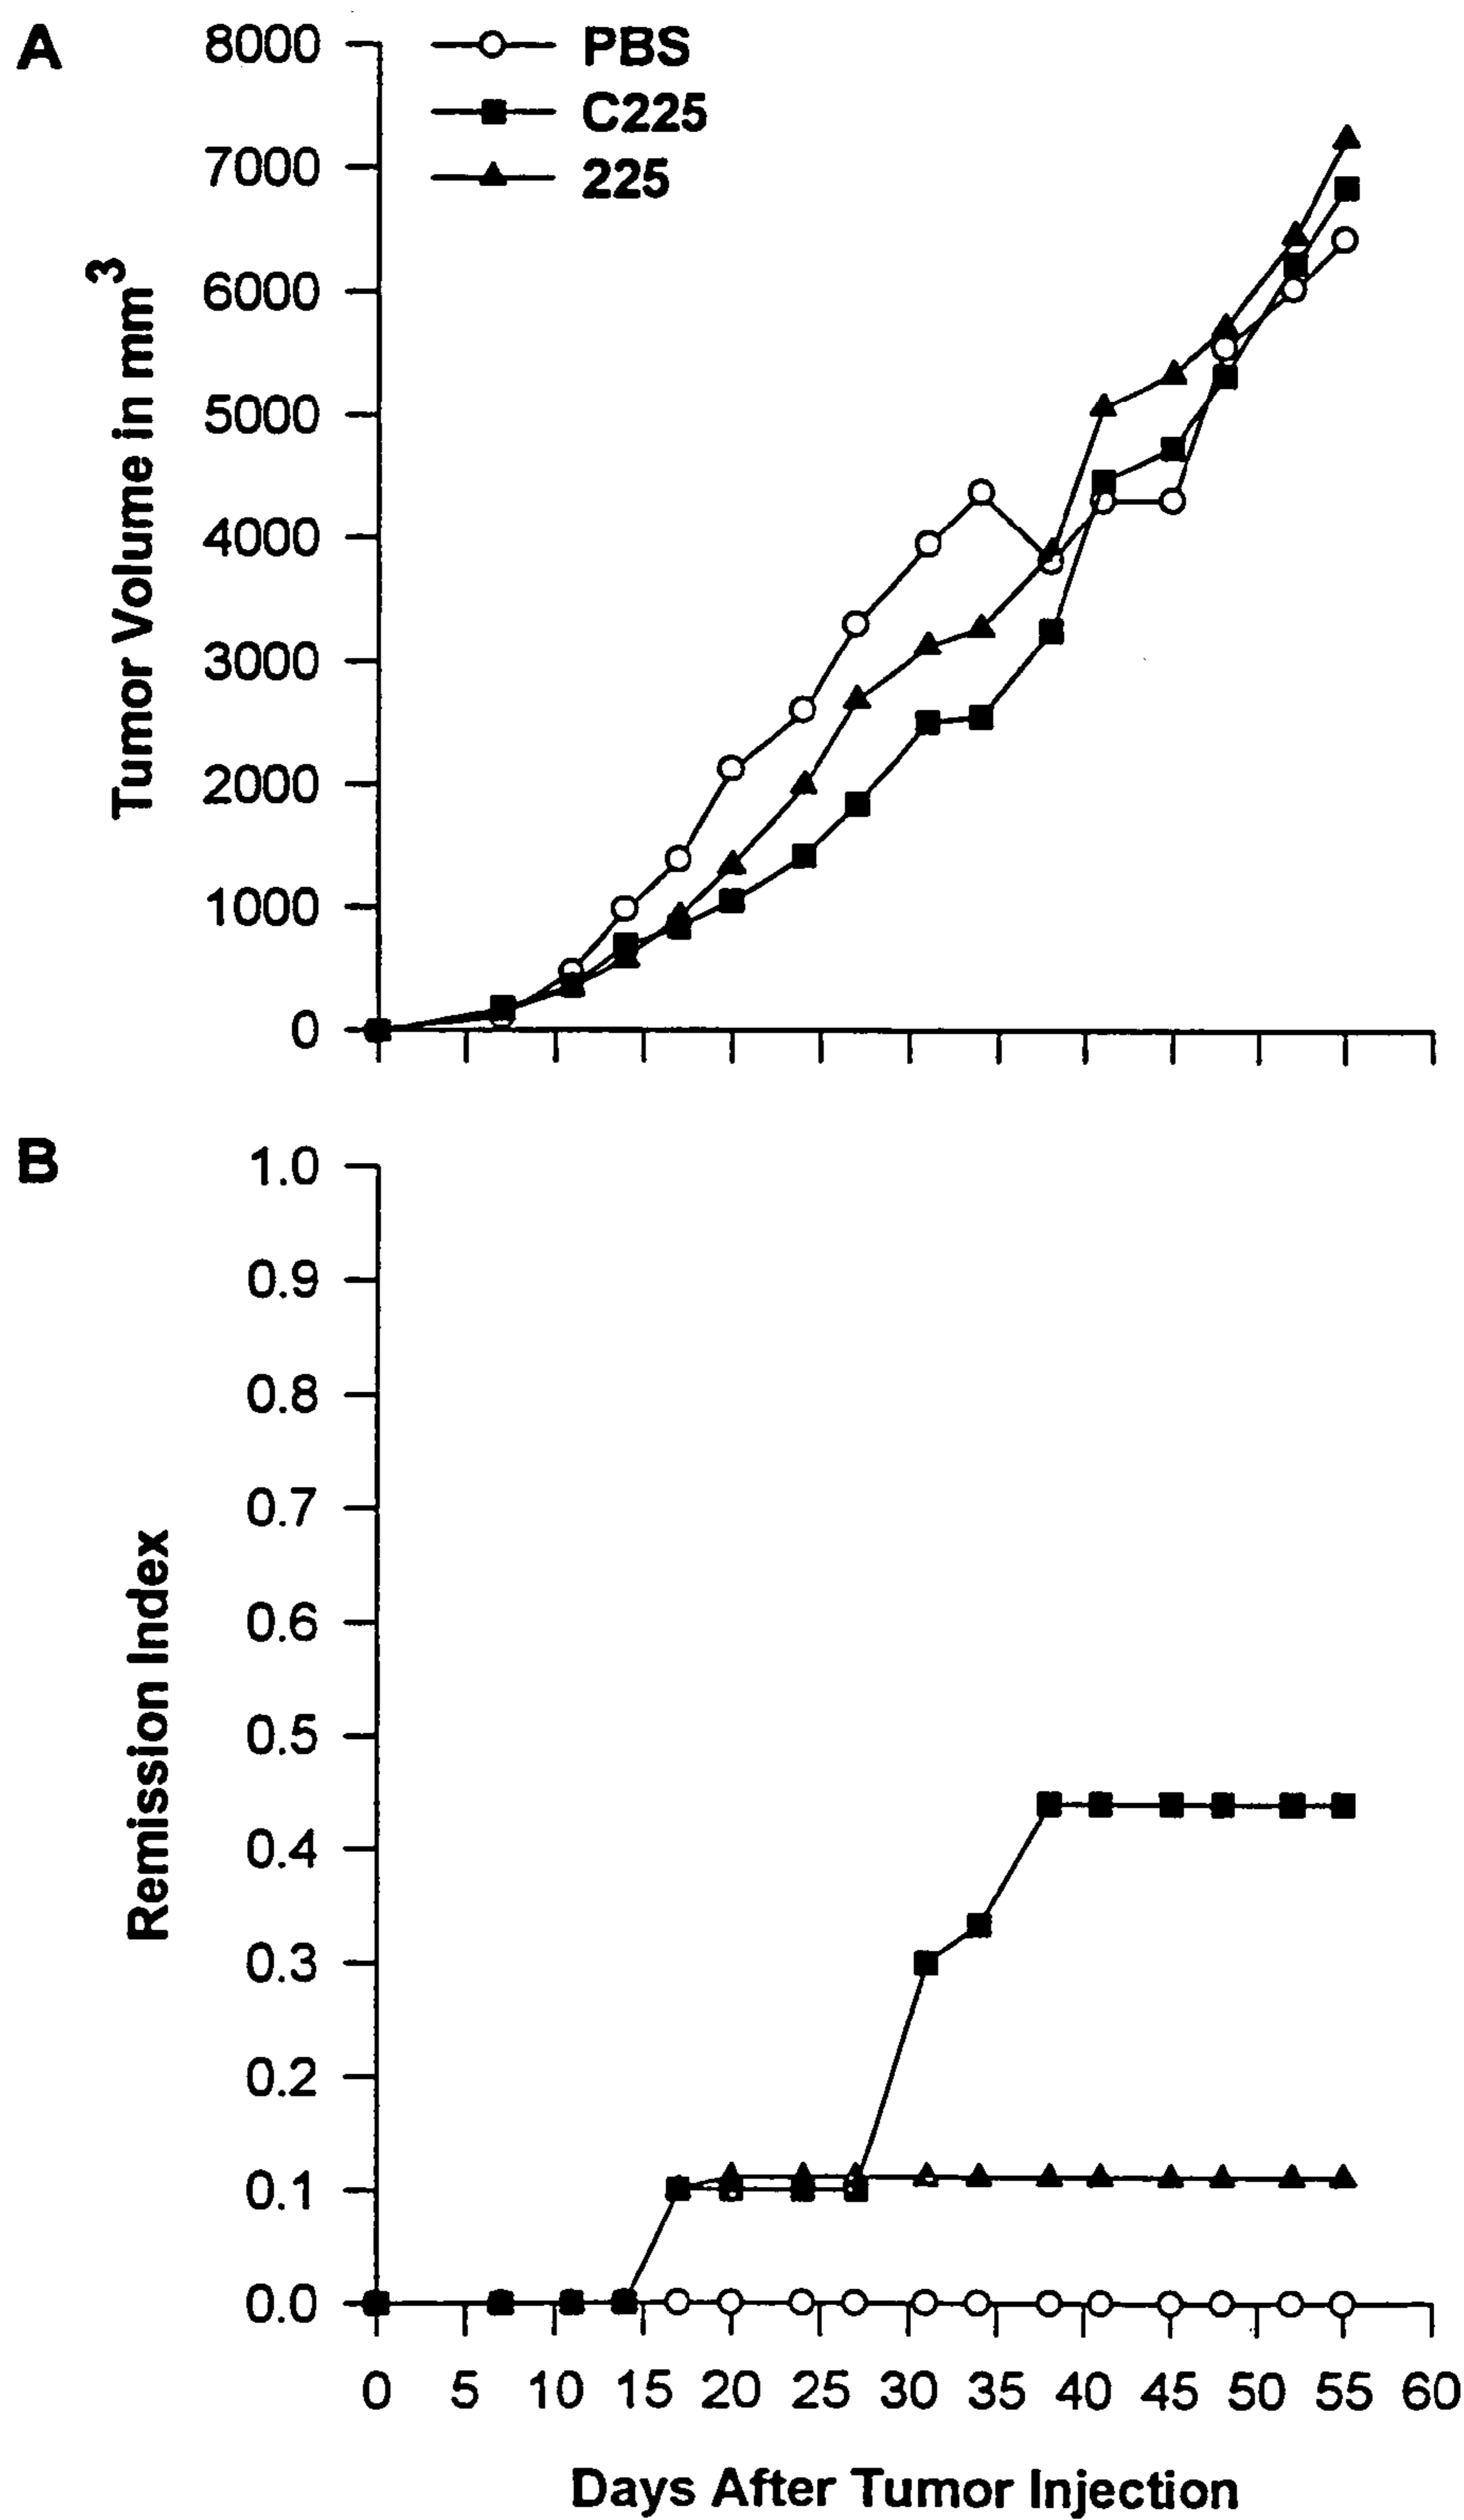 A
8000
PBS
C225
7000
225
6000
5000
4000
3000
2000
1000
0
Tumor Volume in mm3
B
1.0
0.9
0.8
0.7
0.6
0.5
0.4
0.3
0.2
0.1
0.0
Remission Index
0 5 10 15 20 25 30 35 40 45 50 55 60
Days After Tumor Injection